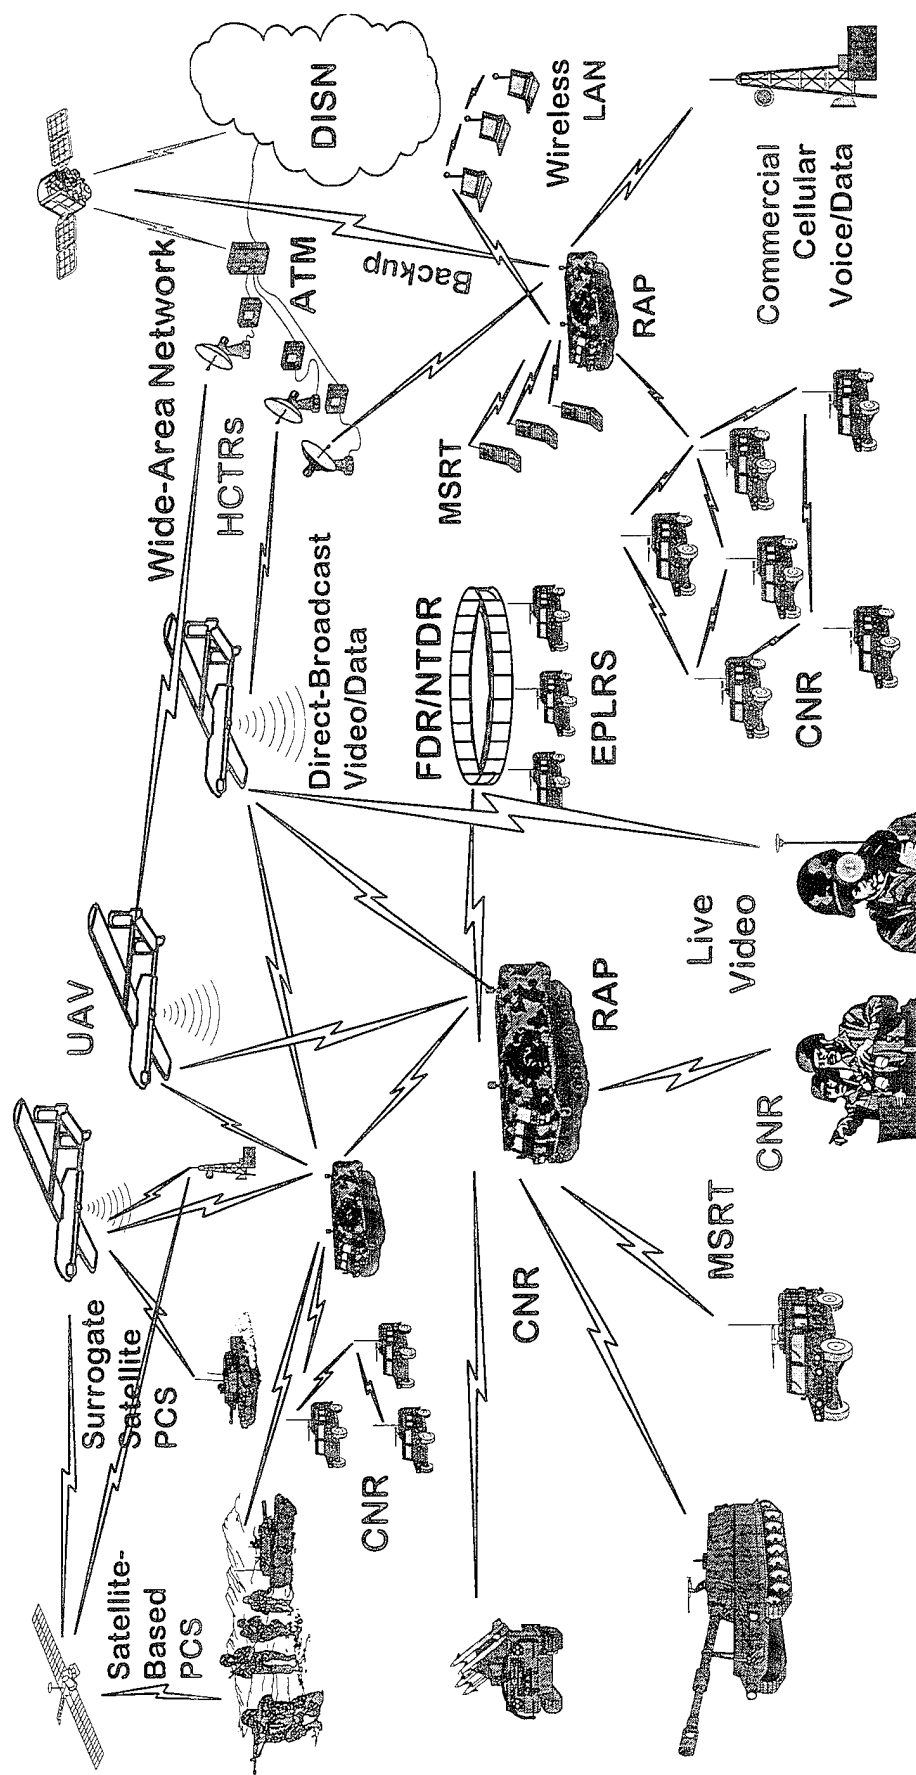 Satellite-
Based
PCS
Surrogate
Satellite
PCS
UAV
Wide-Area Network
HCTRs
ATM
DISN
Backup
Direct-Broadcast
Video/Data
CNR
FDR/NTDR
EPLRS
MSRT
Wireless
LAN
RAP
CNR
RAP
CNR
MSRT
CNR
Live
Video
Commercial
Cellular
Voice/Data